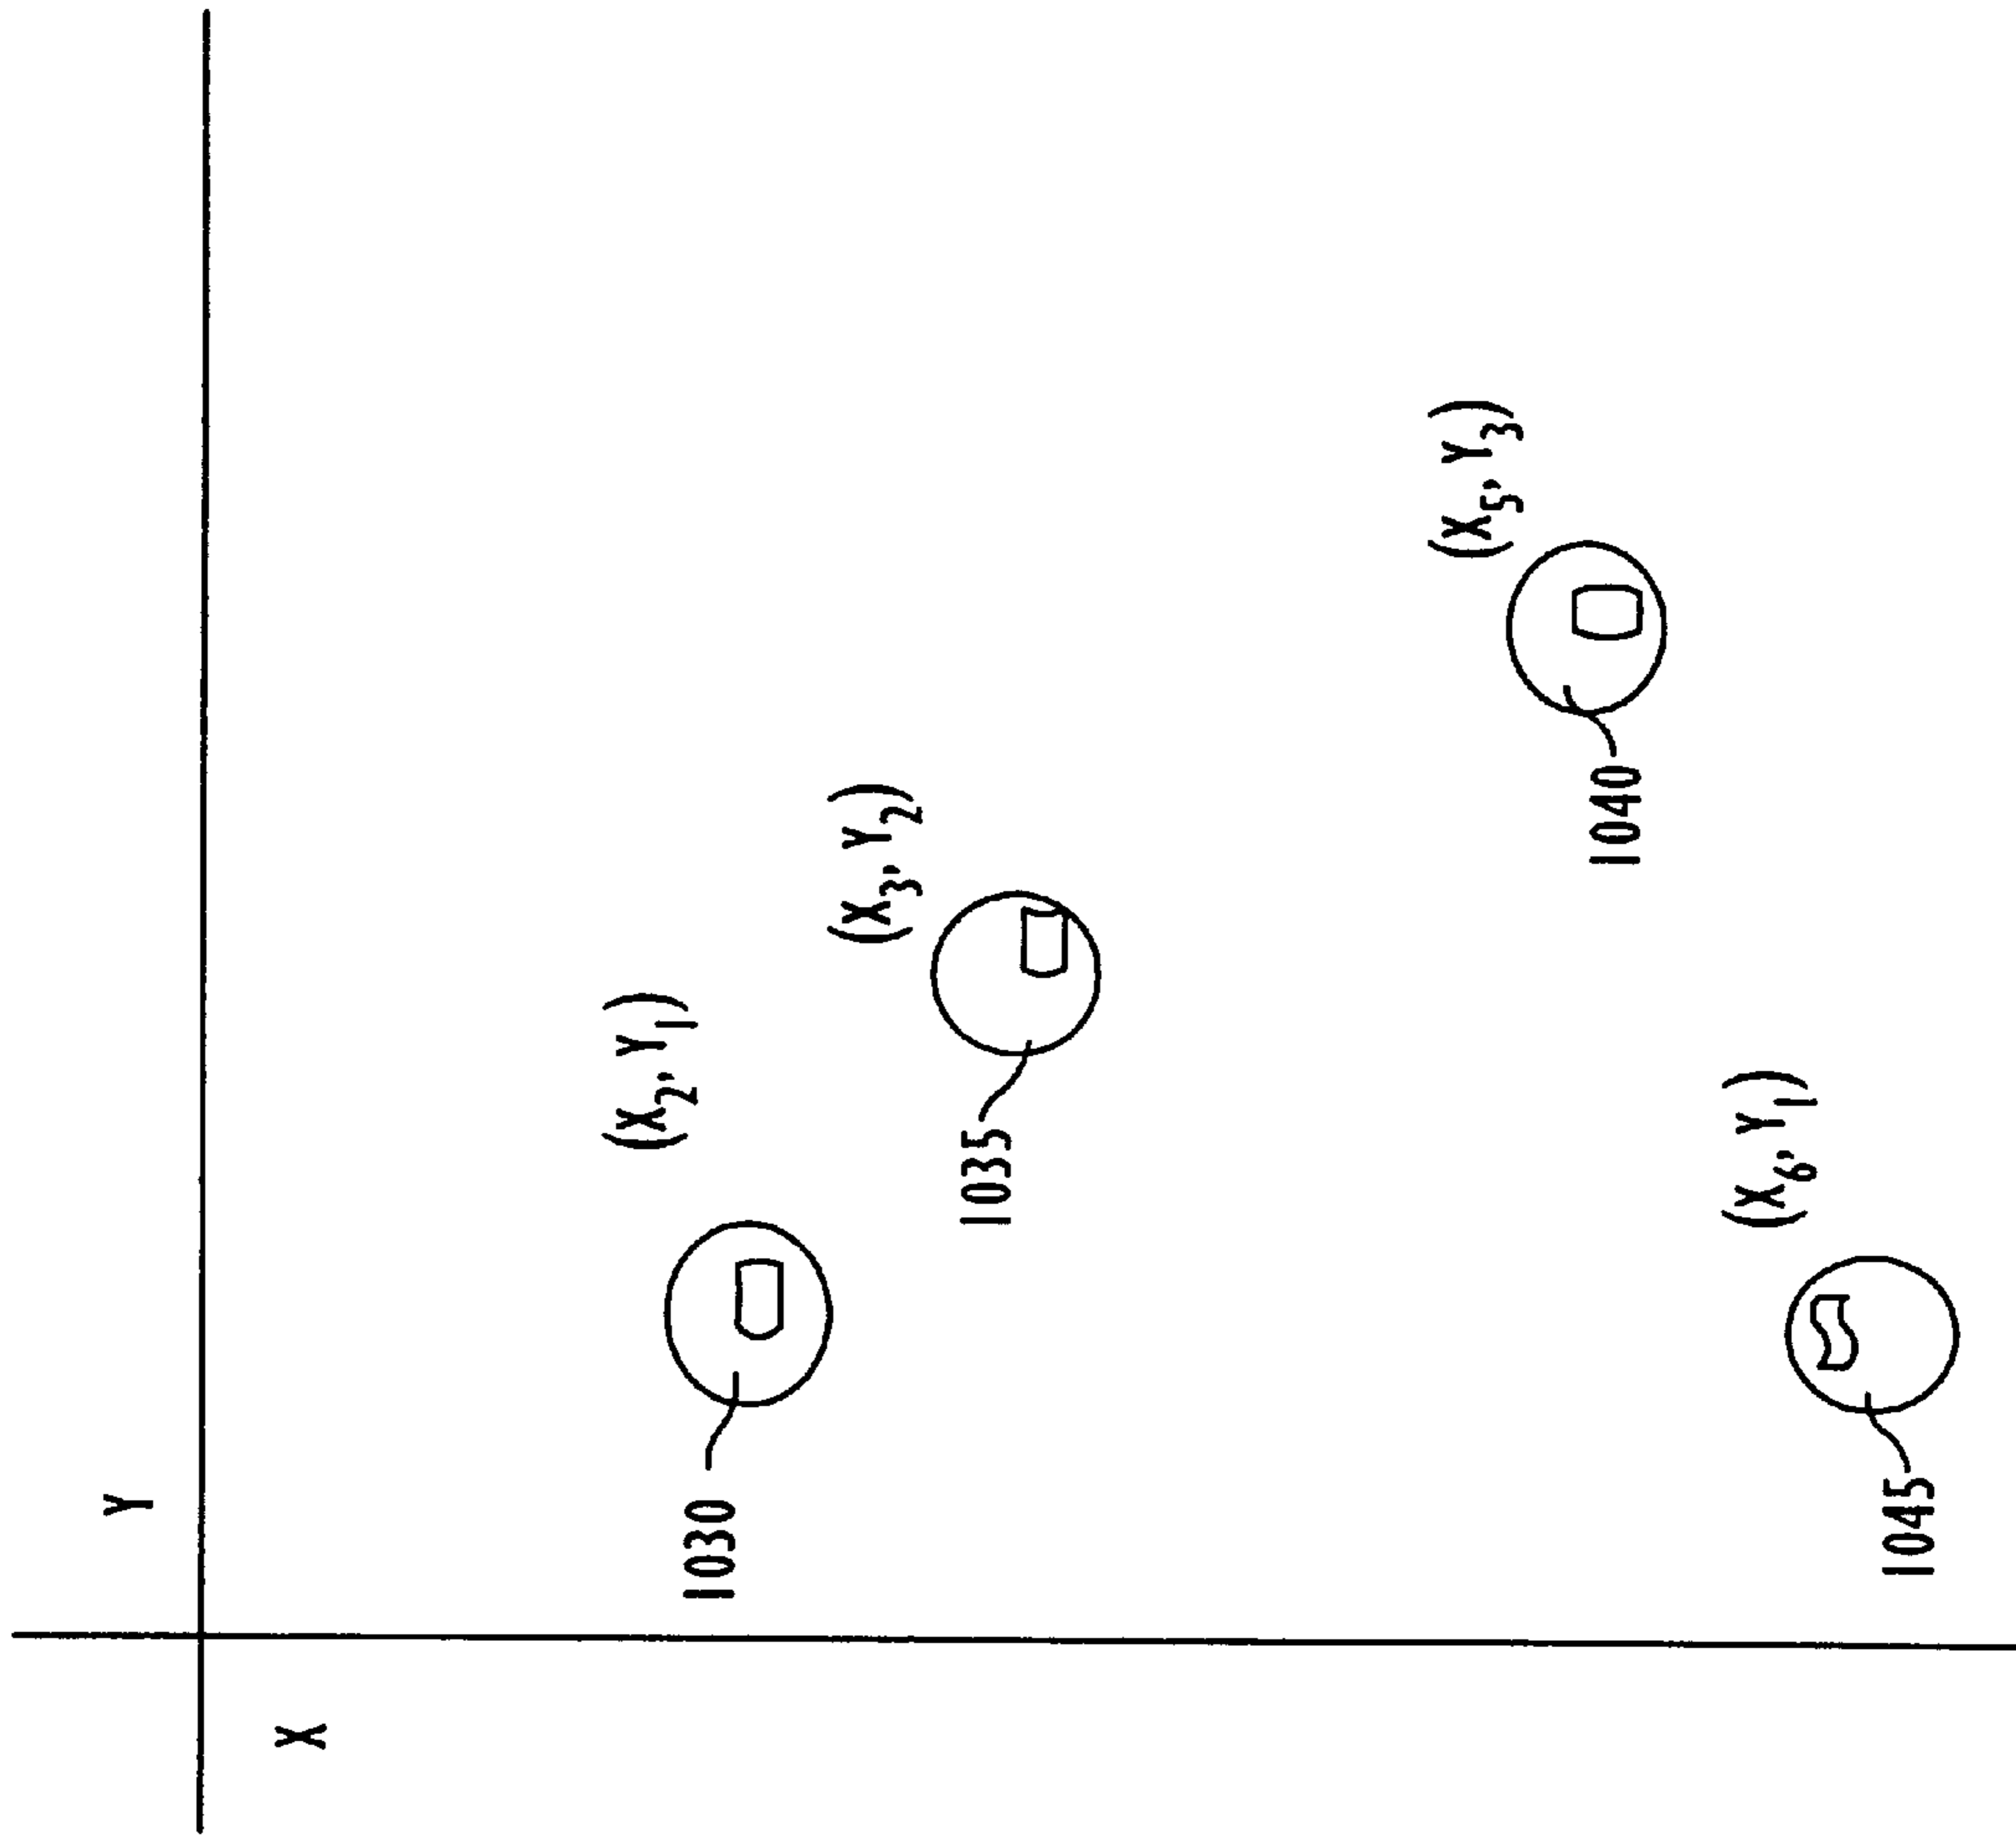 Y
X
(X₂, Y₁)
1030
(X₃, Y₂)
1035
(X₅, Y₃)
1040
(X₆, Y₁)
1045